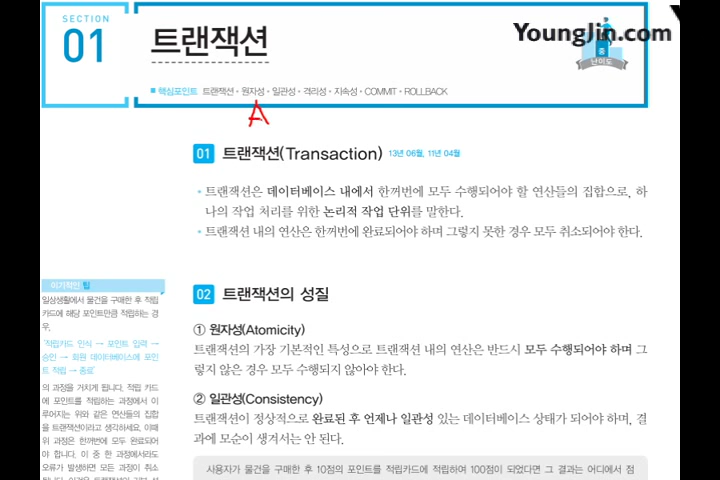 SECTION
01
트랜잭션
YoungJin.com
중
난이도
■ 핵심포인트 트랜잭션 · 원자성 · 일관성 · 격리성 · 지속성 · COMMIT · ROLLBACK
A
01 트랜잭션(Transaction) 13년 06월, 11년 04월
• 트랜잭션은 데이터베이스 내에서 한꺼번에 모두 수행되어야 할 연산들의 집합으로, 하
나의 작업 처리를 위한 논리적 작업 단위를 말한다.
• 트랜잭션 내의 연산은 한꺼번에 완료되어야 하며 그렇지 못한 경우 모두 취소되어야 한다.
이기적인 팁
일상생활에서 물건을 구매한 후 적립
카드에 해당 포인트만큼 적립하는 경
우,
'적립카드 인식 → 포인트 입력 →
승인 → 회원 데이터베이스에 포인
트 적립 → 종료'
의 과정을 거치게 됩니다. 적립 카드
에 포인트를 적립하는 과정에서 이
루어지는 위와 같은 연산들의 집합
을 트랜잭션이라고 생각하세요. 이때
위 과정은 한꺼번에 모두 완료되어
야 합니다. 이 중 한 과정에서라도
오류가 발생하면 모든 과정이 취소
02 트랜잭션의 성질
① 원자성(Atomicity)
트랜잭션의 가장 기본적인 특성으로 트랜잭션 내의 연산은 반드시 모두 수행되어야 하며 그
렇지 않은 경우 모두 수행되지 않아야 한다.
② 일관성(Consistency)
트랜잭션이 정상적으로 완료된 후 언제나 일관성 있는 데이터베이스 상태가 되어야 하며, 결
과에 모순이 생겨서는 안 된다.
사용자가 물건을 구매한 후 10점의 포인트를 적립카드에 적립하여 100점이 되었다면 그 결과는 어디에서 점